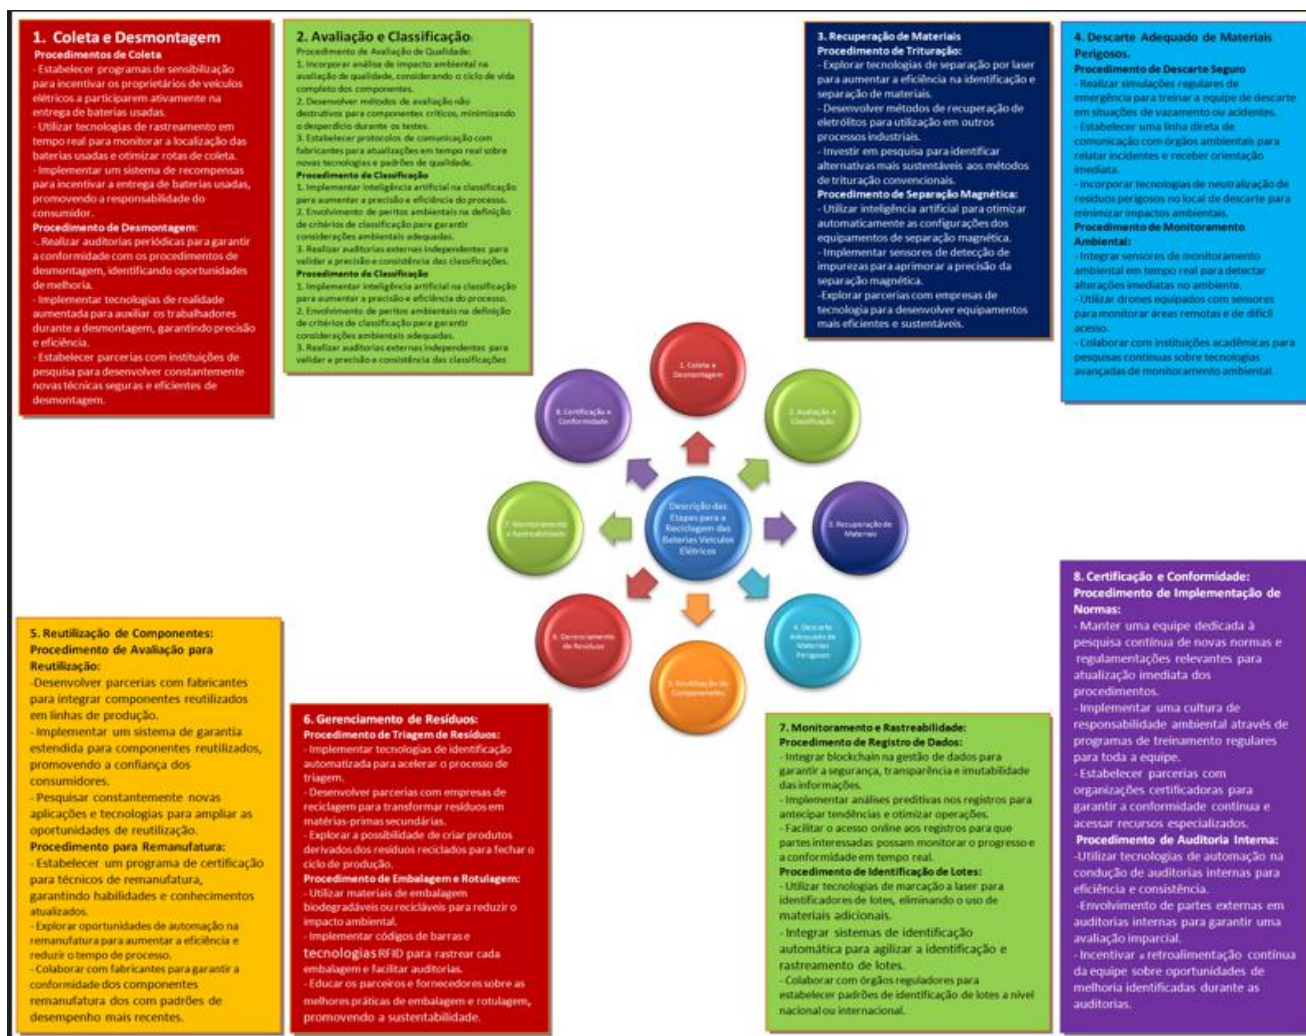 1. Coleta e Desmontagem
Procedimentos de Coleta
- Estabelecer programas de sensibilização
para incentivar os proprietários de veículos
elétricos a participarem ativamente na
entrega de baterias usadas.
- Utilizar tecnologias de rastreamento em
tempo real para monitorar a localização das
baterias usadas e otimizar rotas de coleta.
- Implementar um sistema de recompensas
para incentivar a entrega de baterias usadas,
promovendo a responsabilidade do
consumidor.
Procedimento de Desmontagem:
-. Realizar auditorias periódicas para garantir
a conformidade com os procedimentos de
desmontagem, identificando oportunidades
de melhoria.
- Implementar tecnologias de realidade
aumentada para auxiliar os trabalhadores
durante a desmontagem, garantindo precisão
e eficiência.
- Estabelecer parcerias com instituições de
pesquisa para desenvolver constantemente
novas técnicas seguras e eficientes de
desmontagem.
2. Avaliação e Classificação:
Procedimento de Avaliação de Qualidade:
1. Incorporar análise de impacto ambiental na
avaliação de qualidade, considerando o ciclo de vida
completo dos componentes.
2. Desenvolver métodos de avaliação não
destrutivos para componentes críticos, minimizando
o desperdício durante os testes.
3. Estabelecer protocolos de comunicação com
fabricantes para atualizações em tempo real sobre
novas tecnologias e padrões de qualidade.
Procedimento de Classificação
1. Implementar inteligência artificial na classificação
para aumentar a precisão e eficiência do processo.
2. Envolvimento de peritos ambientais na definição
de critérios de classificação para garantir
considerações ambientais adequadas.
3. Realizar auditorias externas independentes para
validar a precisão e consistência das classificações.
Procedimento de Classificação
1. Implementar inteligência artificial na classificação
para aumentar a precisão e eficiência do processo.
2. Envolvimento de peritos ambientais na definição
de critérios de classificação para garantir
considerações ambientais adequadas.
3. Realizar auditorias externas independentes para
validar a precisão e consistência das classificações
3. Recuperação de Materiais
Procedimento de Trituração:
- Explorar tecnologias de separação por laser
para aumentar a eficiência na identificação e
separação de materiais.
- Desenvolver métodos de recuperação de
eletrólitos para utilização em outros
processos industriais.
- Investir em pesquisa para identificar
alternativas mais sustentáveis aos métodos
de trituração convencionais.
Procedimento de Separação Magnética:
- Utilizar inteligência artificial para otimizar
automaticamente as configurações dos
equipamentos de separação magnética.
- Implementar sensores de detecção de
impurezas para aprimorar a precisão da
separação magnética.
-Explorar parcerias com empresas de
tecnologia para desenvolver equipamentos
mais eficientes e sustentáveis.
4. Descarte Adequado de Materiais
Perigosos.
Procedimento de Descarte Seguro
- Realizar simulações regulares de
emergência para treinar a equipe de descarte
em situações de vazamento ou acidentes.
- Estabelecer uma linha direta de
comunicação com órgãos ambientais para
relatar incidentes e receber orientação
imediata.
- Incorporar tecnologias de neutralização de
resíduos perigosos no local de descarte para
minimizar impactos ambientais.
Procedimento de Monitoramento
Ambiental:
- Integrar sensores de monitoramento
ambiental em tempo real para detectar
alterações imediatas no ambiente.
- Utilizar drones equipados com sensores
para monitorar áreas remotas e de difícil
acesso.
- Colaborar com instituições acadêmicas para
pesquisas contínuas sobre tecnologias
avançadas de monitoramento ambiental.
1. Coleta e
Desmontagem
2. Avaliação e
Classificação
3. Recuperação de
Materiais
4. Descarte
Adequado de
Materiais
Perigosos
5. Reutilização de
Componenetes
6. Gerenciamento
de Resíduos
7. Monitoramento
e Rastreabilidade
8. Certificação e
Conformidade
Descrição das
Etapas para a
Reciclagem das
Baterias Veículos
Elétricos
5. Reutilização de Componentes:
Procedimento de Avaliação para
Reutilização:
-Desenvolver parcerias com fabricantes
para integrar componentes reutilizados
em linhas de produção.
- Implementar um sistema de garantia
estendida para componentes reutilizados,
promovendo a confiança dos
consumidores.
- Pesquisar constantemente novas
aplicações e tecnologias para ampliar as
oportunidades de reutilização.
Procedimento para Remanufatura:
- Estabelecer um programa de certificação
para técnicos de remanufatura,
garantindo habilidades e conhecimentos
atualizados.
- Explorar oportunidades de automação na
remanufatura para aumentar a eficiência e
reduzir o tempo de processo.
- Colaborar com fabricantes para garantir a
conformidade dos componentes
remanufatura dos com padrões de
desempenho mais recentes.
6. Gerenciamento de Resíduos:
Procedimento de Triagem de Resíduos:
- Implementar tecnologias de identificação
automatizada para acelerar o processo de
triagem.
- Desenvolver parcerias com empresas de
reciclagem para transformar resíduos em
matérias-primas secundárias.
- Explorar a possibilidade de criar produtos
derivados dos resíduos reciclados para fechar o
ciclo de produção.
Procedimento de Embalagem e Rotulagem:
- Utilizar materiais de embalagem
biodegradáveis ou recicláveis para reduzir o
impacto ambiental.
- Implementar códigos de barras e
tecnologias RFID para rastrear cada
embalagem e facilitar auditorias.
- Educar os parceiros e fornecedores sobre as
melhores práticas de embalagem e rotulagem,
promovendo a sustentabilidade.
7. Monitoramento e Rastreabilidade:
Procedimento de Registro de Dados:
- Integrar blockchain na gestão de dados para
garantir a segurança, transparência e imutabilidade
das informações.
- Implementar análises preditivas nos registros para
antecipar tendências e otimizar operações.
- Facilitar o acesso online aos registros para que
partes interessadas possam monitorar o progresso e
a conformidade em tempo real.
Procedimento de Identificação de Lotes:
- Utilizar tecnologias de marcação a laser para
identificadores de lotes, eliminando o uso de
materiais adicionais.
- Integrar sistemas de identificação
automática para agilizar a identificação e
rastreamento de lotes.
- Colaborar com órgãos reguladores para
estabelecer padrões de identificação de lotes a nível
nacional ou internacional.
8. Certificação e Conformidade:
Procedimento de Implementação de
Normas:
- Manter uma equipe dedicada à
pesquisa contínua de novas normas e
regulamentações relevantes para
atualização imediata dos
procedimentos.
- Implementar uma cultura de
responsabilidade ambiental através de
programas de treinamento regulares
para toda a equipe.
- Estabelecer parcerias com
organizações certificadoras para
garantir a conformidade contínua e
acessar recursos especializados.
Procedimento de Auditoria Interna:
-Utilizar tecnologias de automação na
condução de auditorias internas para
eficiência e consistência.
-Envolvimento de partes externas em
auditorias internas para garantir uma
avaliação imparcial.
- Incentivar a retroalimentação contínua
da equipe sobre oportunidades de
melhoria identificadas durante as
auditorias.